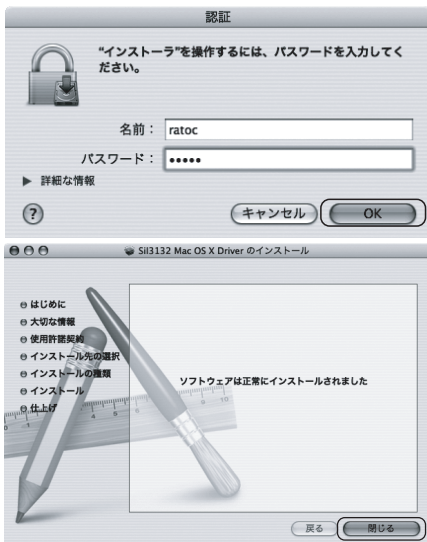 認証
"インストーラ"を操作するには、パスワードを入力してく
ださい。
名前： ratoc
パスワード： •••••
▶ 詳細な情報
?
キャンセル
OK
SiI3132 Mac OS X Driver のインストール
はじめに
大切な情報
使用許諾契約
インストール先の選択
インストールの種類
インストール
仕上げ
ソフトウェアは正常にインストールされました
戻る
閉じる